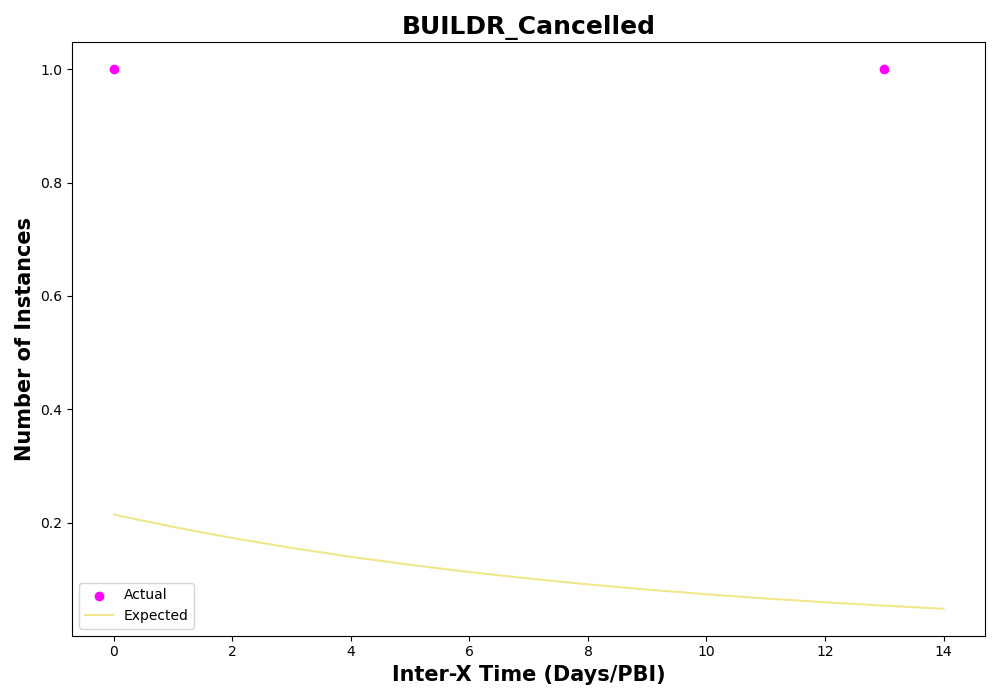 BUILDR_Cancelled
Number of Instances
1.0
0.8
0.6
0.4
0.2
Actual
Expected
0 2 4 6 8 10 12 14
Inter-X Time (Days/PBI)